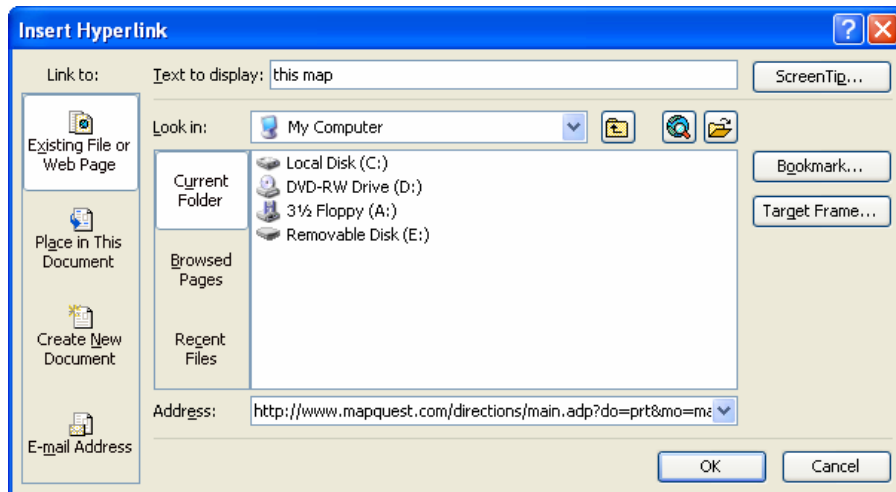 Insert Hyperlink
Link to:
Text to display: this map
ScreenTip...
Existing File or
Web Page
Look in: My Computer
Current
Folder
Local Disk (C:)
DVD-RW Drive (D:)
3½ Floppy (A:)
Removable Disk (E:)
Bookmark...
Target Frame...
Place in This
Document
Browsed
Pages
Create New
Document
Recent
Files
Address: http://www.mapquest.com/directions/main.adp?do=prt&mo=ma
E-mail Address
OK
Cancel